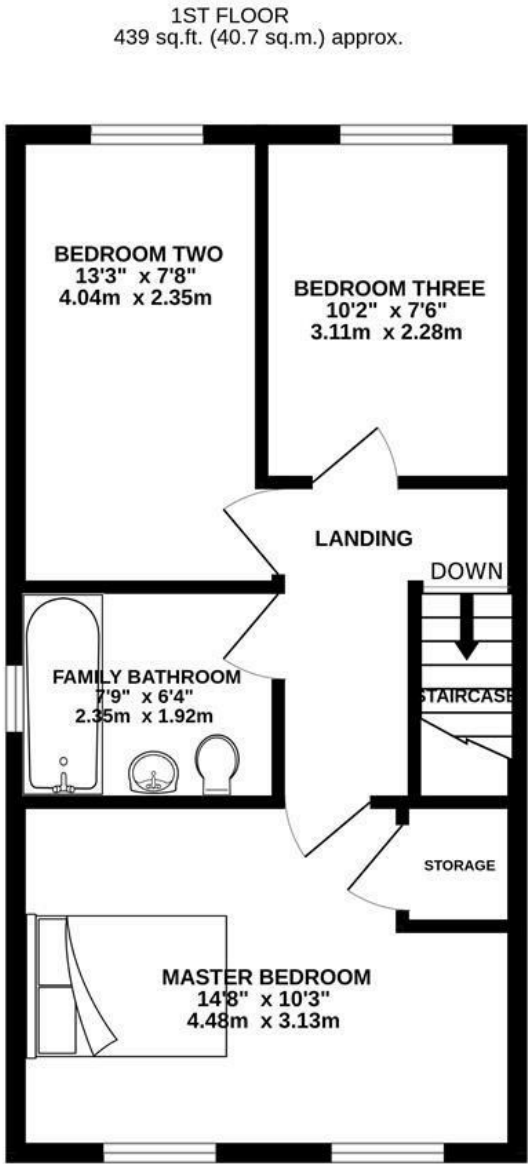 1ST FLOOR
439 sq.ft. (40.7 sq.m.) approx.
BEDROOM TWO
13'3" x 7'8"
4.04m x 2.35m
BEDROOM THREE
10'2" x 7'6"
3.11m x 2.28m
LANDING
DOWN
STAIRCASE
FAMILY BATHROOM
7'9" x 6'4"
2.35m x 1.92m
STORAGE
MASTER BEDROOM
14'8" x 10'3"
4.48m x 3.13m